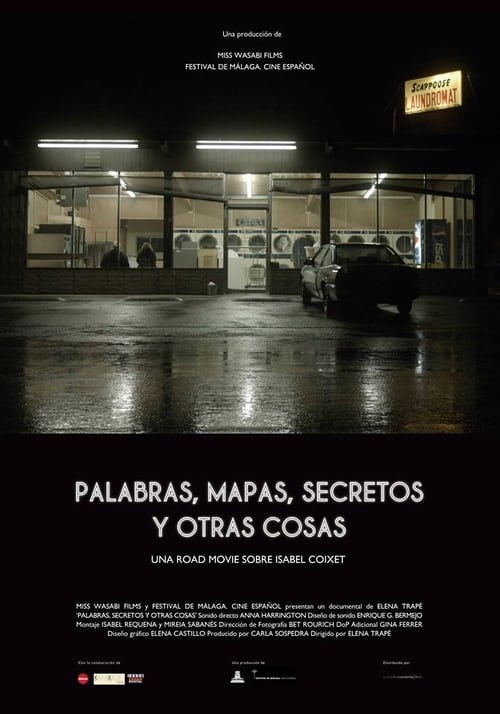 Una producción de
MISS WASABI FILMS
FESTIVAL DE MÁLAGA. CINE ESPAÑOL
SCAPPOOSE
LAUNDROMAT
PEPSI
PALABRAS, MAPAS, SECRETOS
Y OTRAS COSAS
UNA ROAD MOVIE SOBRE ISABEL COIXET
MISS WASABI FILMS y FESTIVAL DE MÁLAGA. CINE ESPAÑOL presentan un documental de ELENA TRAPÉ
'PALABRAS, SECRETOS Y OTRAS COSAS' Sonido directo ANNA HARRINGTON Diseño de sonido ENRIQUE G. BERMEJO
Montaje ISABEL REQUENA y MIREIA SABANÉS Dirección de Fotografía BET ROURICH DoP Adicional GINA FERRER
Diseño gráfico ELENA CASTILLO Producido por CARLA SOSPEDRA Dirigido por ELENA TRAPÉ
Con la colaboración de
Una producción de
Distribuida por